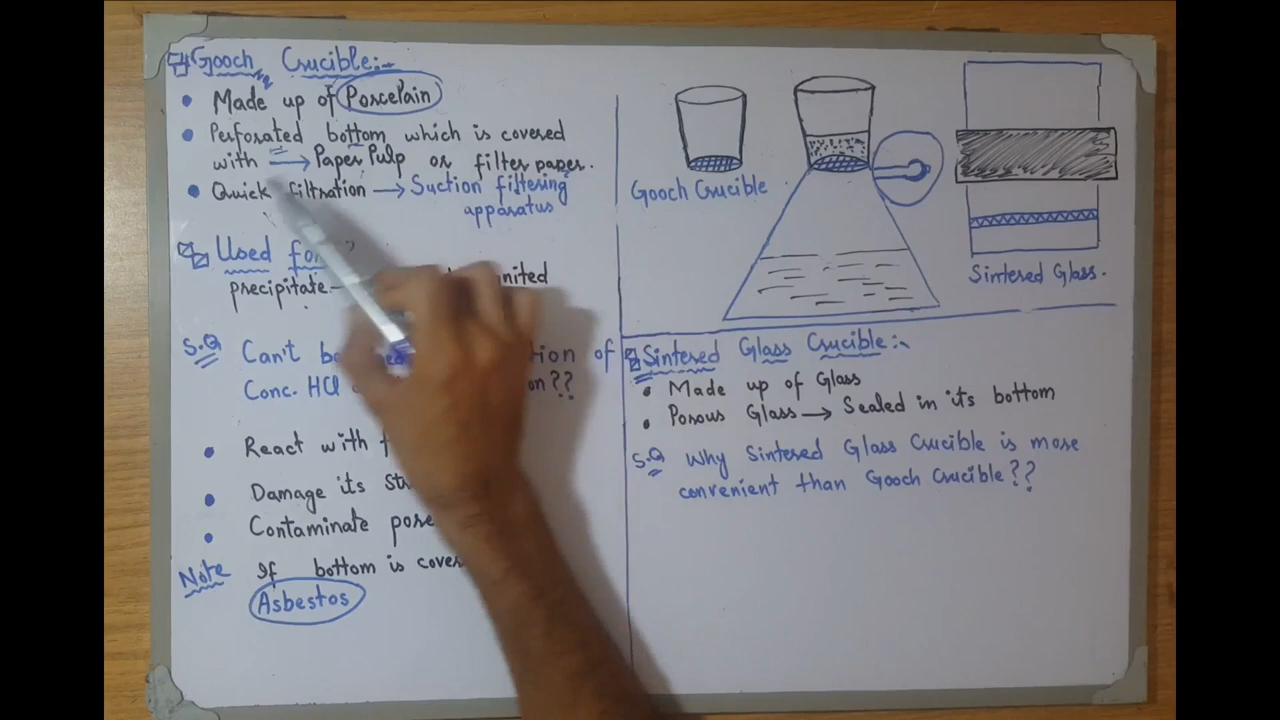 Gooch Crucible:-
Made up of Porcelain
Perforated bottom which is covered
with → Paper Pulp or filter paper.
Quick filtration → Suction filtering
apparatus
Used for
precipitate
S.Q Can't be
of
Conc. HCl
??
React with
Damage its
Contaminate
Note If bottom is
Asbestos
Gooch Crucible
Sintered Glass.
Sintered Glass Crucible:-
Made up of Glass
Porous Glass → Sealed in its bottom
S.Q Why Sintered Glass Crucible is more
convenient than Gooch Crucible??